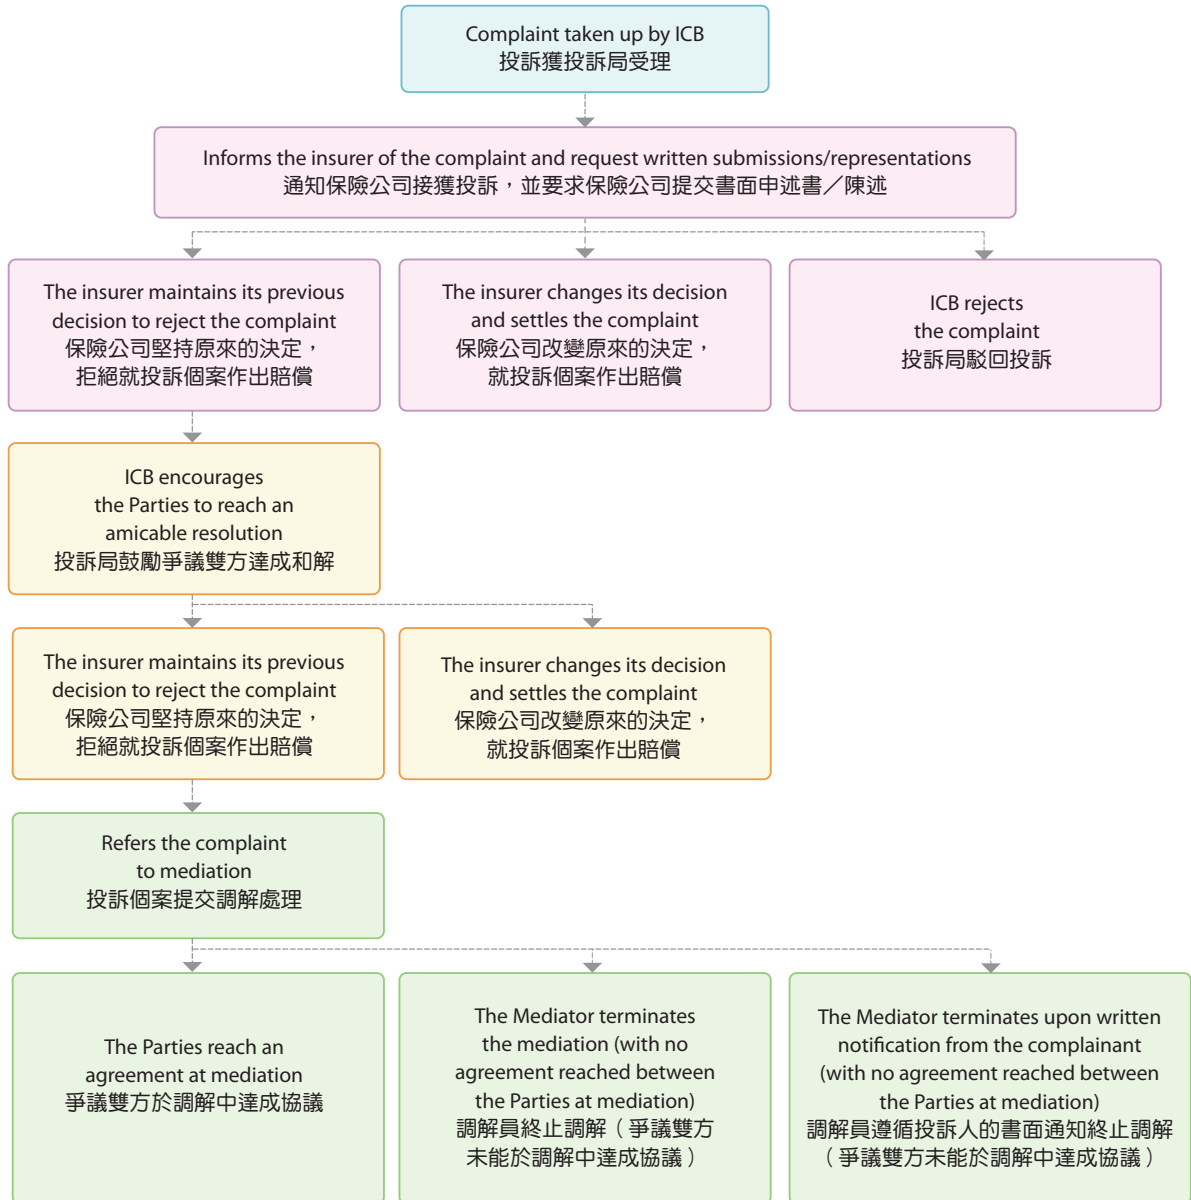 Complaint taken up by ICB
投訴獲投訴局受理
Informs the insurer of the complaint and request written submissions/representations
通知保險公司接獲投訴，並要求保險公司提交書面申述書／陳述
The insurer maintains its previous
decision to reject the complaint
保險公司堅持原來的決定，
拒絕就投訴個案作出賠償
The insurer changes its decision
and settles the complaint
保險公司改變原來的決定，
就投訴個案作出賠償
ICB rejects
the complaint
投訴局駁回投訴
ICB encourages
the Parties to reach an
amicable resolution
投訴局鼓勵爭議雙方達成和解
The insurer maintains its previous
decision to reject the complaint
保險公司堅持原來的決定，
拒絕就投訴個案作出賠償
The insurer changes its decision
and settles the complaint
保險公司改變原來的決定，
就投訴個案作出賠償
Refers the complaint
to mediation
投訴個案提交調解處理
The Parties reach an
agreement at mediation
爭議雙方於調解中達成協議
The Mediator terminates
the mediation (with no
agreement reached between
the Parties at mediation)
調解員終止調解（爭議雙方
未能於調解中達成協議）
The Mediator terminates upon written
notification from the complainant
(with no agreement reached between
the Parties at mediation)
調解員遵循投訴人的書面通知終止調解
（爭議雙方未能於調解中達成協議）